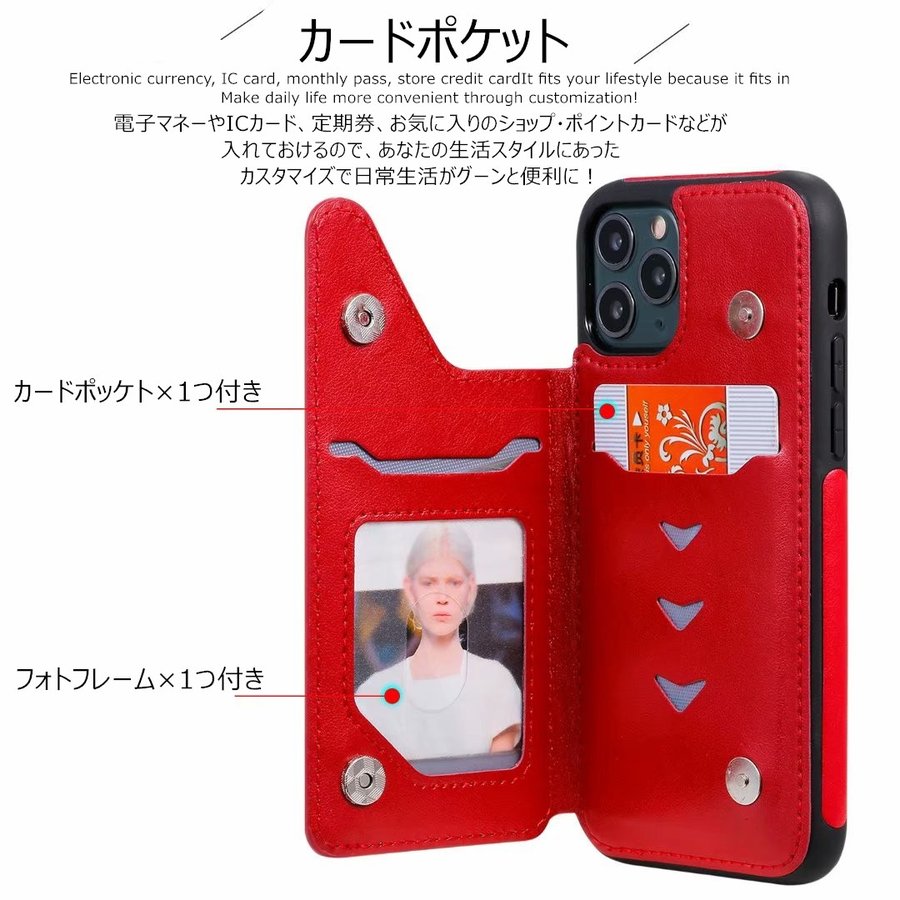 カードポケット
Electronic currency, IC card, monthly pass, store credit cardIt fits your lifestyle because it fits in
Make daily life more convenient through customization!
電子マネーやICカード、定期券、お気に入りのショップ・ポイントカードなどが
入れておけるので、あなたの生活スタイルにあった
カスタマイズで日常生活がグーンと便利に！
カードポッケト×1つ付き
フォトフレーム×1つ付き